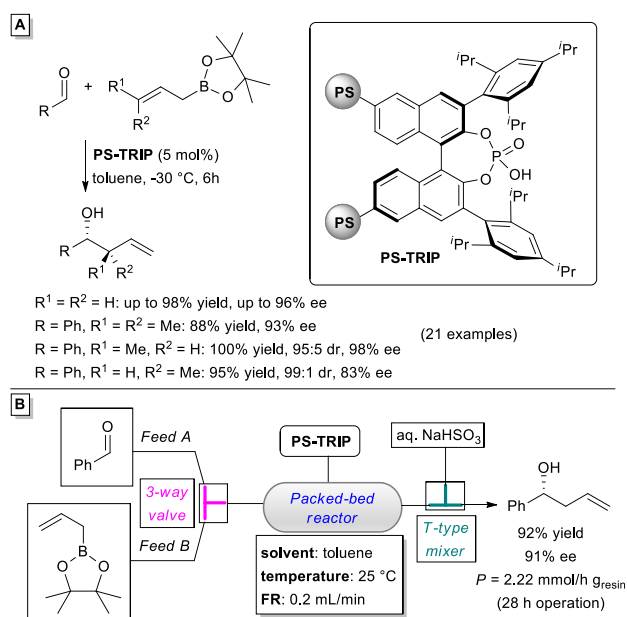 A
R¹
O
R
H
+
R²
B
O
O
PS-TRIP (5 mol%)
toluene, -30 °C, 6h
OH
R
R¹ R²
PS
PS
ⁱPr
ⁱPr
ⁱPr
O
P
O
OH
O
ⁱPr
ⁱPr
ⁱPr
PS-TRIP
R¹ = R² = H: up to 98% yield, up to 96% ee
R = Ph, R¹ = R² = Me: 88% yield, 93% ee
R = Ph, R¹ = Me, R² = H: 100% yield, 95:5 dr, 98% ee
R = Ph, R¹ = H, R² = Me: 95% yield, 99:1 dr, 83% ee
(21 examples)
B
O
Ph
Feed A
3-way
valve
Feed B
B
O
O
PS-TRIP
Packed-bed
reactor
solvent: toluene
temperature: 25 °C
FR: 0.2 mL/min
aq. NaHSO₃
T-type
mixer
OH
Ph
92% yield
91% ee
P = 2.22 mmol/h g_resin
(28 h operation)